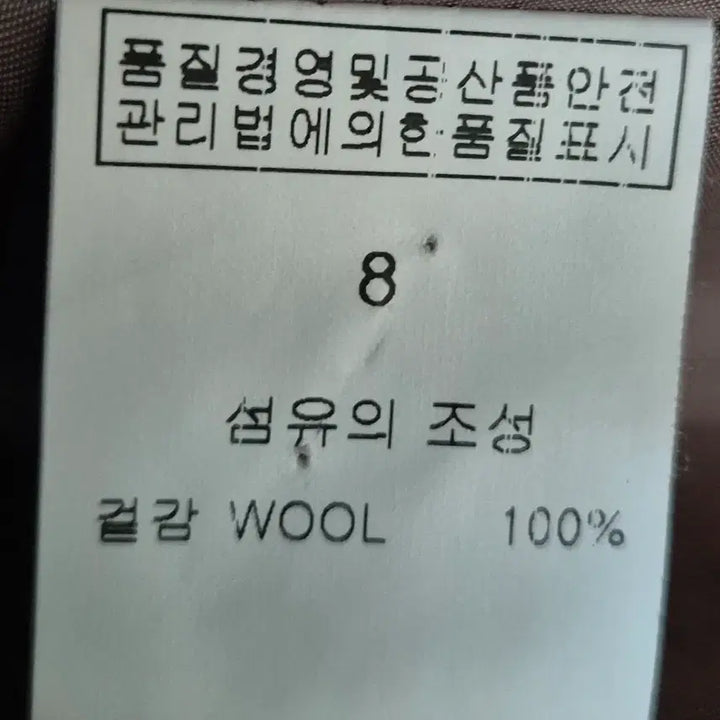 품질경영및공산품안전
관리법에의한품질표시
8
섬유의 조성
겉감 WOOL 100%